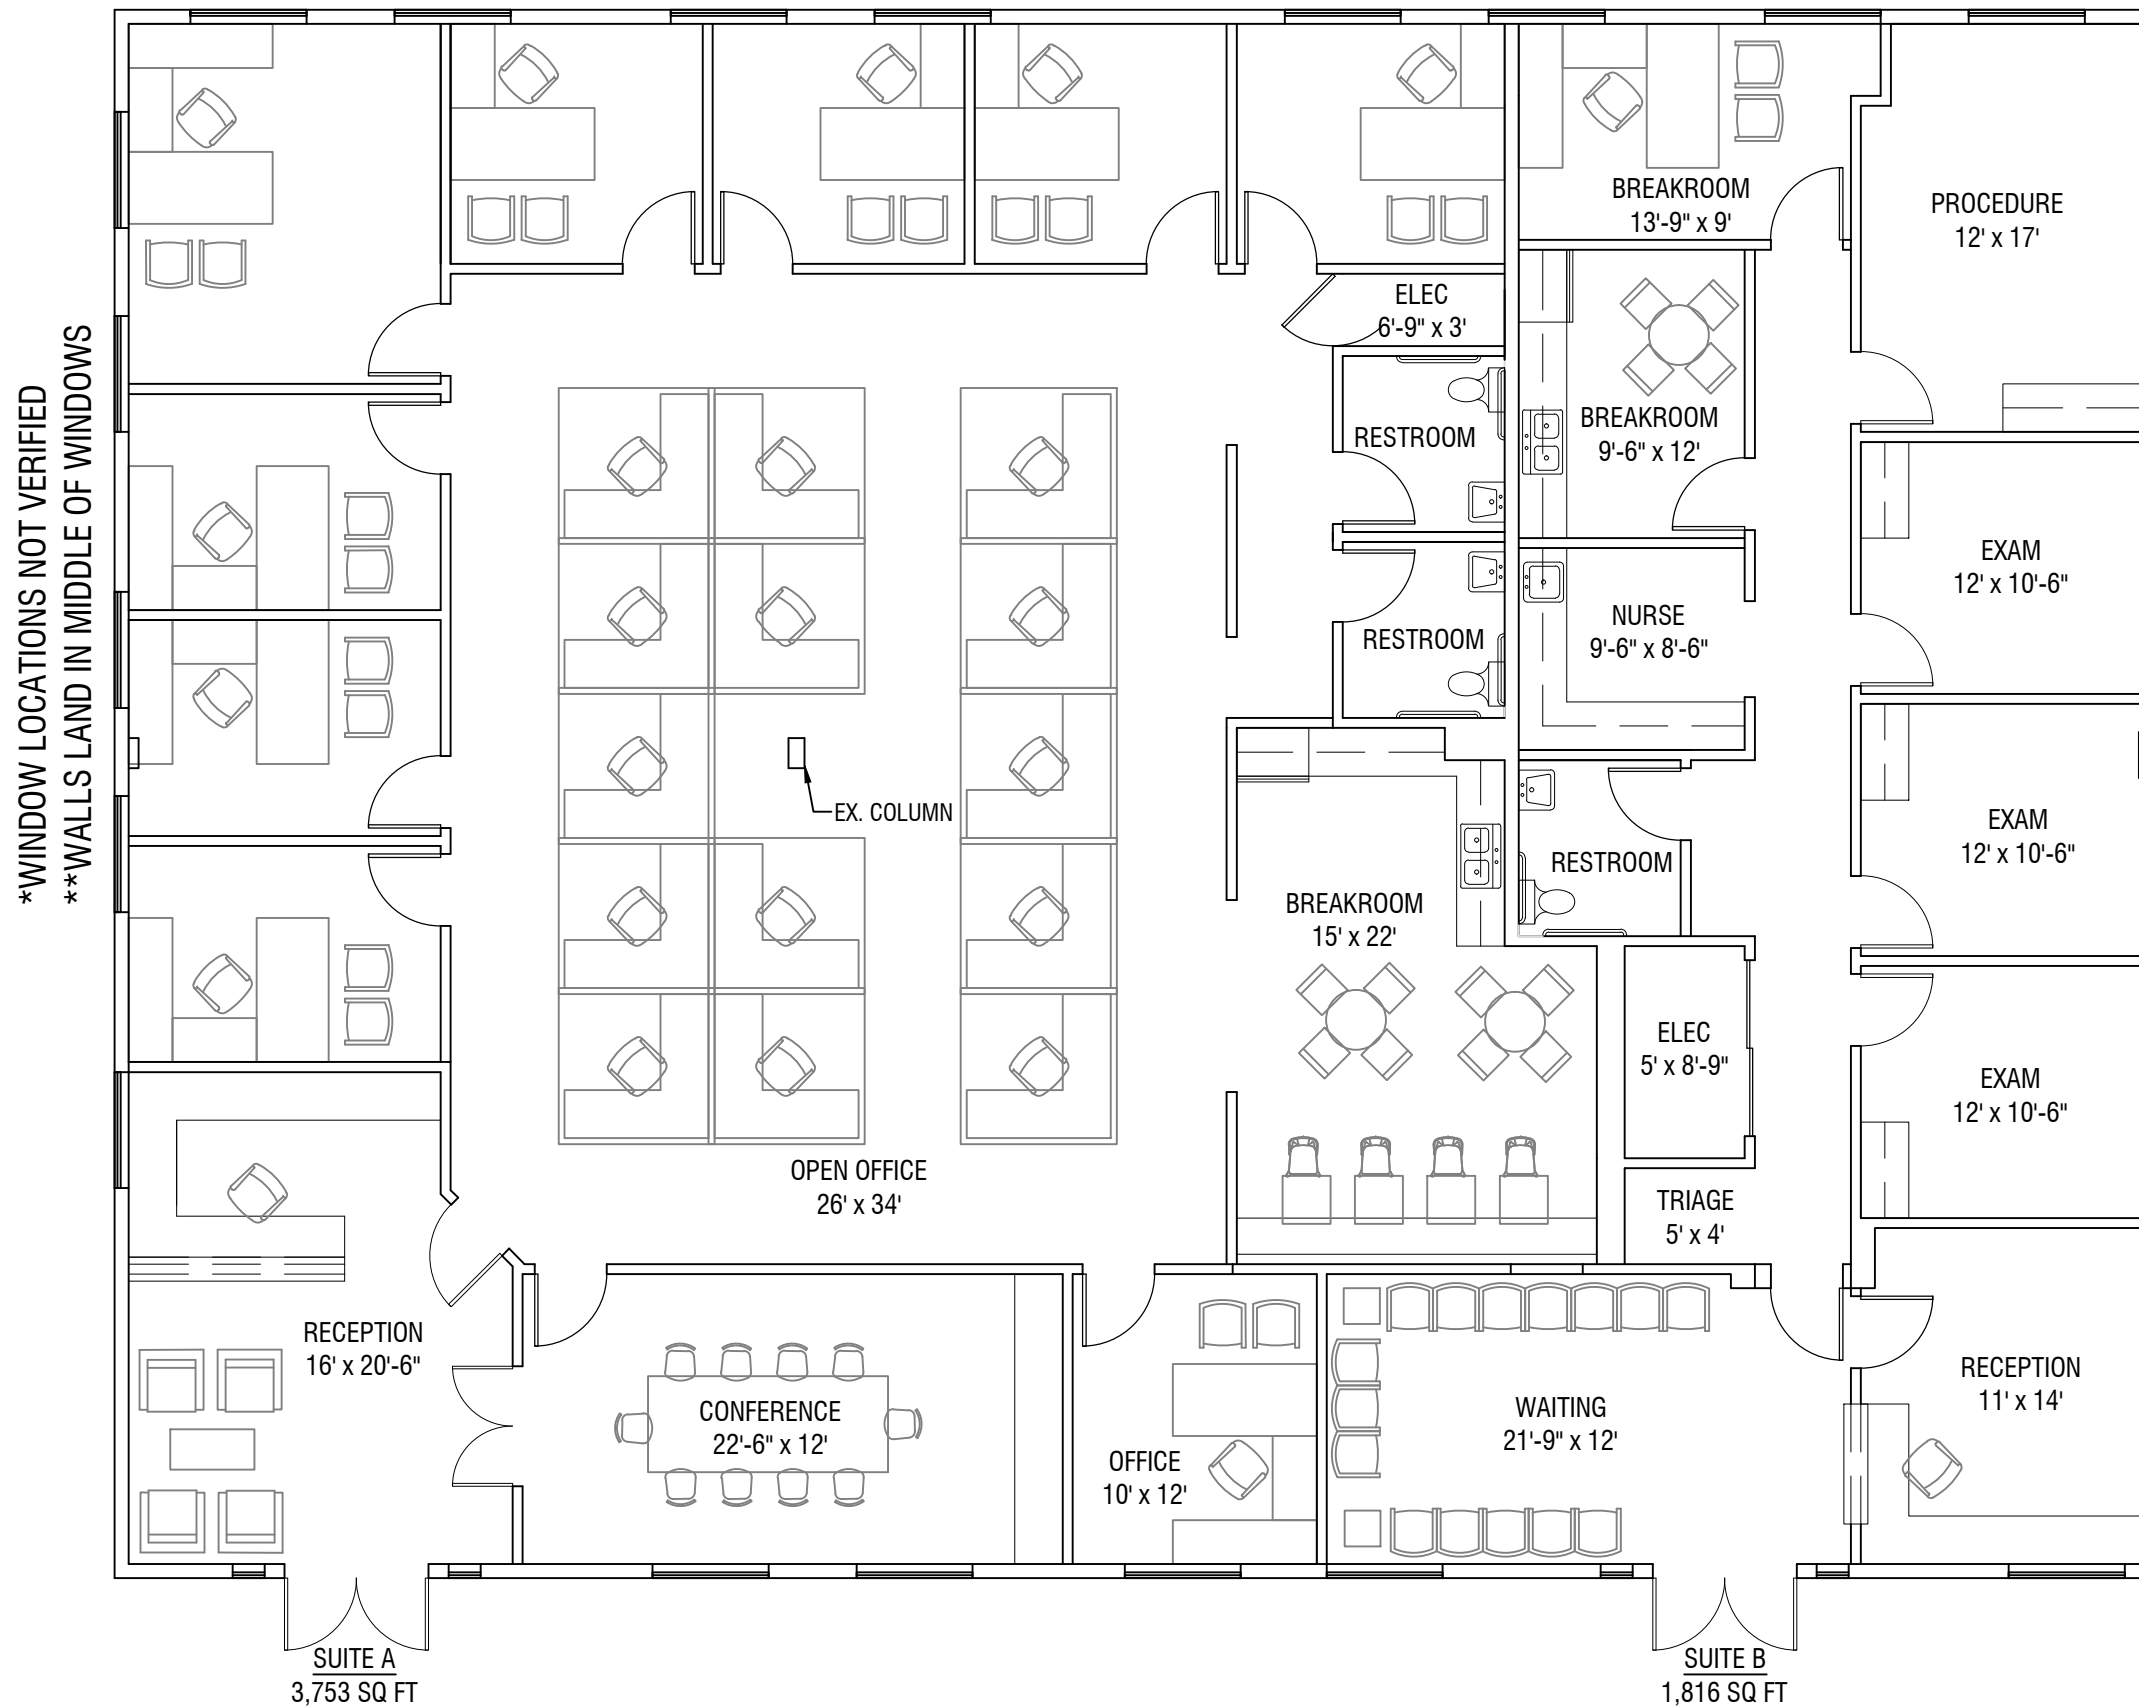 *WINDOW LOCATIONS NOT VERIFIED
**WALLS LAND IN MIDDLE OF WINDOWS
BREAKROOM
13'-9" x 9'
PROCEDURE
12' x 17'
ELEC
6'-9" x 3'
RESTROOM
BREAKROOM
9'-6" x 12'
EXAM
12' x 10'-6"
RESTROOM
NURSE
9'-6" x 8'-6"
EX. COLUMN
EXAM
12' x 10'-6"
RESTROOM
BREAKROOM
15' x 22'
ELEC
5' x 8'-9"
EXAM
12' x 10'-6"
OPEN OFFICE
26' x 34'
TRIAGE
5' x 4'
RECEPTION
16' x 20'-6"
CONFERENCE
22'-6" x 12'
OFFICE
10' x 12'
WAITING
21'-9" x 12'
RECEPTION
11' x 14'
SUITE A
3,753 SQ FT
SUITE B
1,816 SQ FT